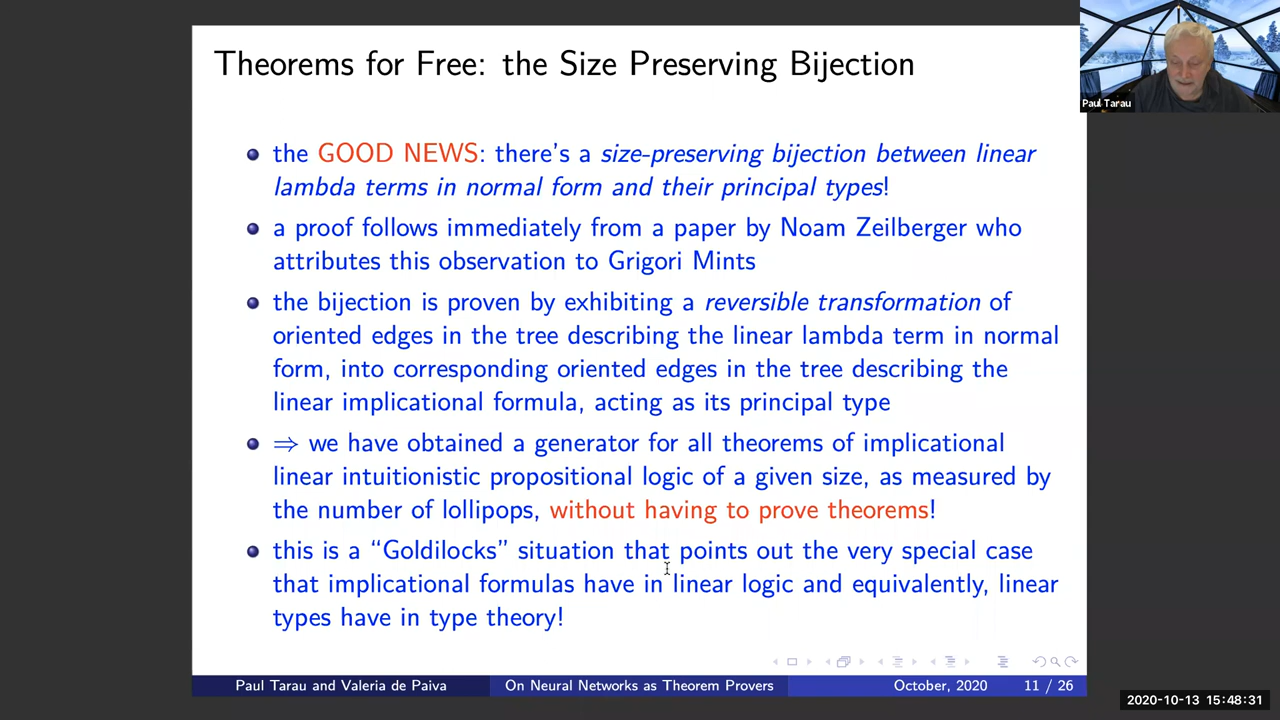 Theorems for Free: the Size Preserving Bijection
Paul Tarau
the GOOD NEWS: there's a size-preserving bijection between linear
lambda terms in normal form and their principal types!
a proof follows immediately from a paper by Noam Zeilberger who
attributes this observation to Grigori Mints
the bijection is proven by exhibiting a reversible transformation of
oriented edges in the tree describing the linear lambda term in normal
form, into corresponding oriented edges in the tree describing the
linear implicational formula, acting as its principal type
⇒ we have obtained a generator for all theorems of implicational
linear intuitionistic propositional logic of a given size, as measured by
the number of lollipops, without having to prove theorems!
this is a “Goldilocks” situation that points out the very special case
that implicational formulas have in linear logic and equivalently, linear
types have in type theory!
Paul Tarau and Valeria de Paiva On Neural Networks as Theorem Provers October, 2020 11 / 26
2020-10-13 15:48:31